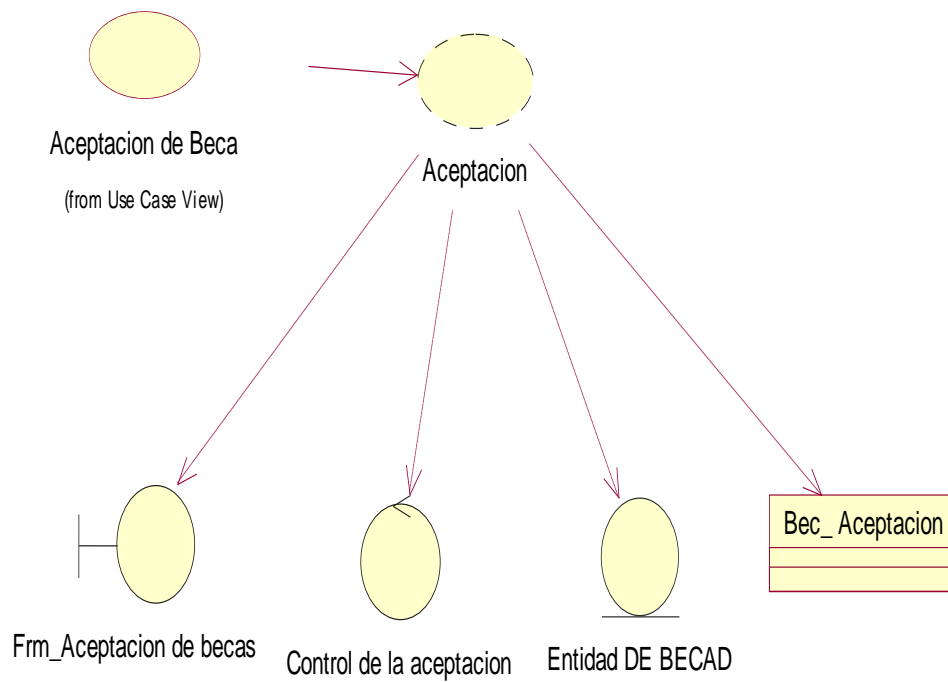 Aceptacion de Beca
(from Use Case View)
Aceptacion
Frm_Aceptacion de becas
Control de la aceptacion
Entidad DE BECAD
Bec_ Aceptacion